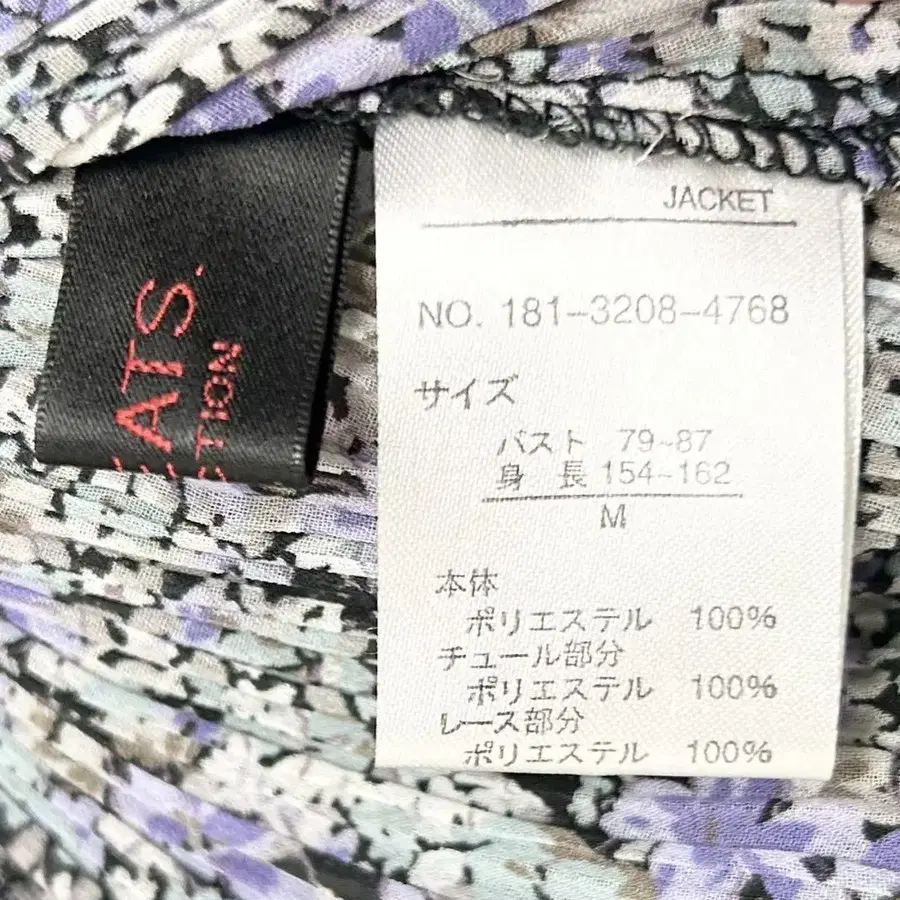 JACKET
NO. 181-3208-4768
サイズ
バスト 79~87
身 長 154~162
M
本体
ポリエステル 100%
チュール部分
ポリエステル 100%
レース部分
ポリエステル 100%
ATS.
CTION